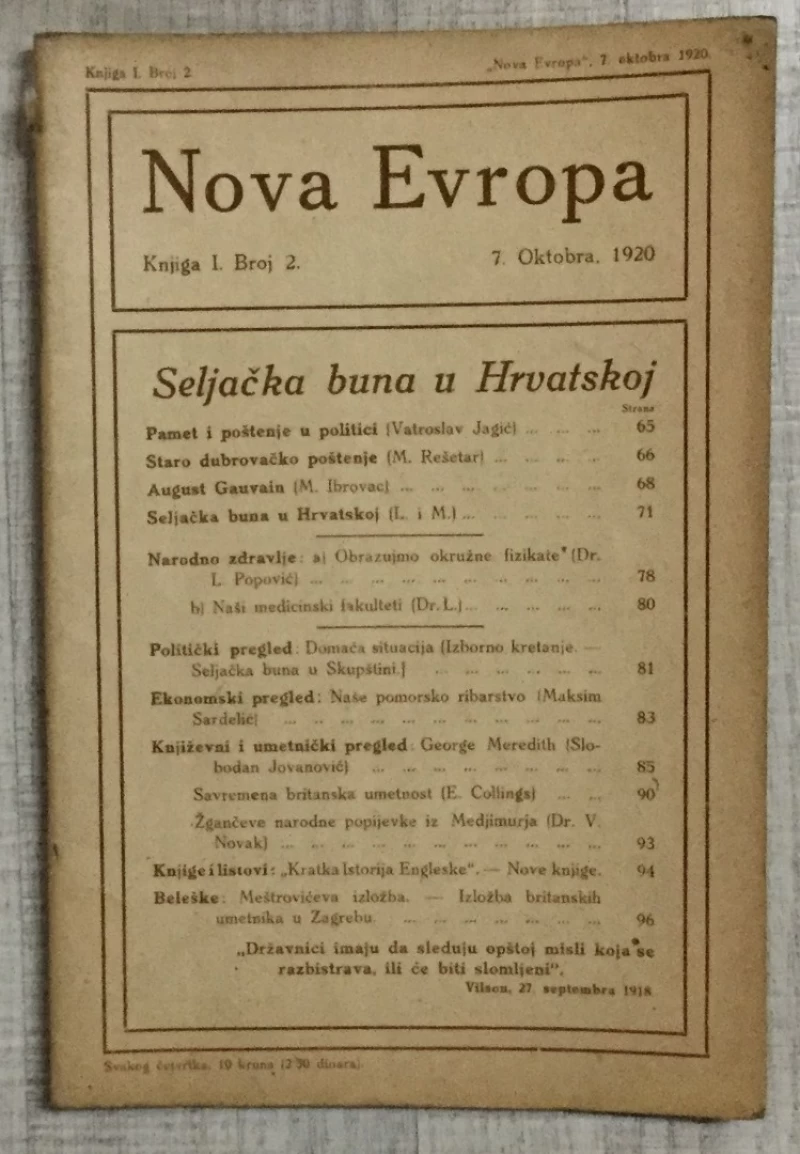 Knjiga I. Broj 2
„Nova Evropa“, 7. oktobra 1920.
Nova Evropa
Knjiga I. Broj 2.
7. Oktobra, 1920
Seljačka buna u Hrvatskoj
Strana
Pamet i poštenje u politici (Vatroslav Jagić) ... ... ... 65
Staro dubrovačko poštenje (M. Rešetar) ... ... ... ... 66
August Gauvain (M. Ibrovac) ... ... ... ... ... ... ... 68
Seljačka buna u Hrvatskoj (L. i M.) ... ... ... ... ... 71
Narodno zdravlje: a) Obrazujmo okružne fizikate (Dr.
L. Popović) ... ... ... ... ... ... ... ... ... ... 78
b) Naši medicinski fakulteti (Dr. L.) ... ... ... ... ... 80
Politički pregled: Domaća situacija (Izborno kretanje. —
Seljačka buna u Skupštini.) ... ... ... ... ... ... 81
Ekonomski pregled: Naše pomorsko ribarstvo (Maksim
Sardelić) ... ... ... ... ... ... ... ... ... ... ... 83
Književni i umetnički pregled: George Meredith (Slo-
bodan Jovanović) ... ... ... ... ... ... ... ... 85
Savremena britanska umetnost (E. Collings) ... ... 90
Žgančeve narodne popijevke iz Medjimurja (Dr. V.
Novak) ... ... ... ... ... ... ... ... ... ... ... 93
Knjige i listovi: „Kratka Istorija Engleske“. — Nove knjige. 94
Beleške: Meštrovićeva izložba. — Izložba britanskih
umetnika u Zagrebu. ... ... ... ... ... ... ... 96
„Državnici imaju da sleduju opštoj misli koja se
razbistrava, ili će biti slomljeni“.
Vilson, 27. septembra 1918
Svakog četvrtka. 10 kruna (2·50 dinara).